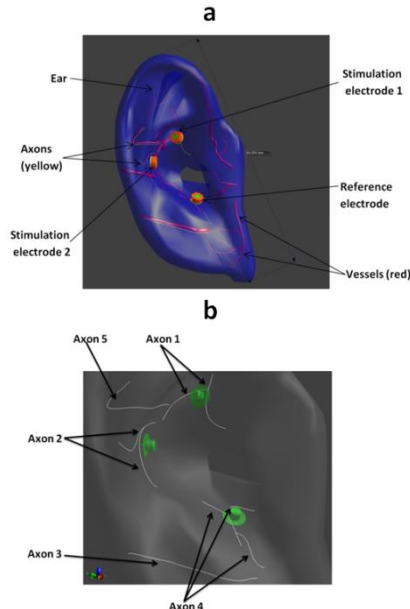 a
Ear
Stimulation
electrode 1
Axons
(yellow)
Reference
electrode
Stimulation
electrode 2
Vessels (red)
b
Axon 5
Axon 1
Axon 2
Axon 3
Axon 4